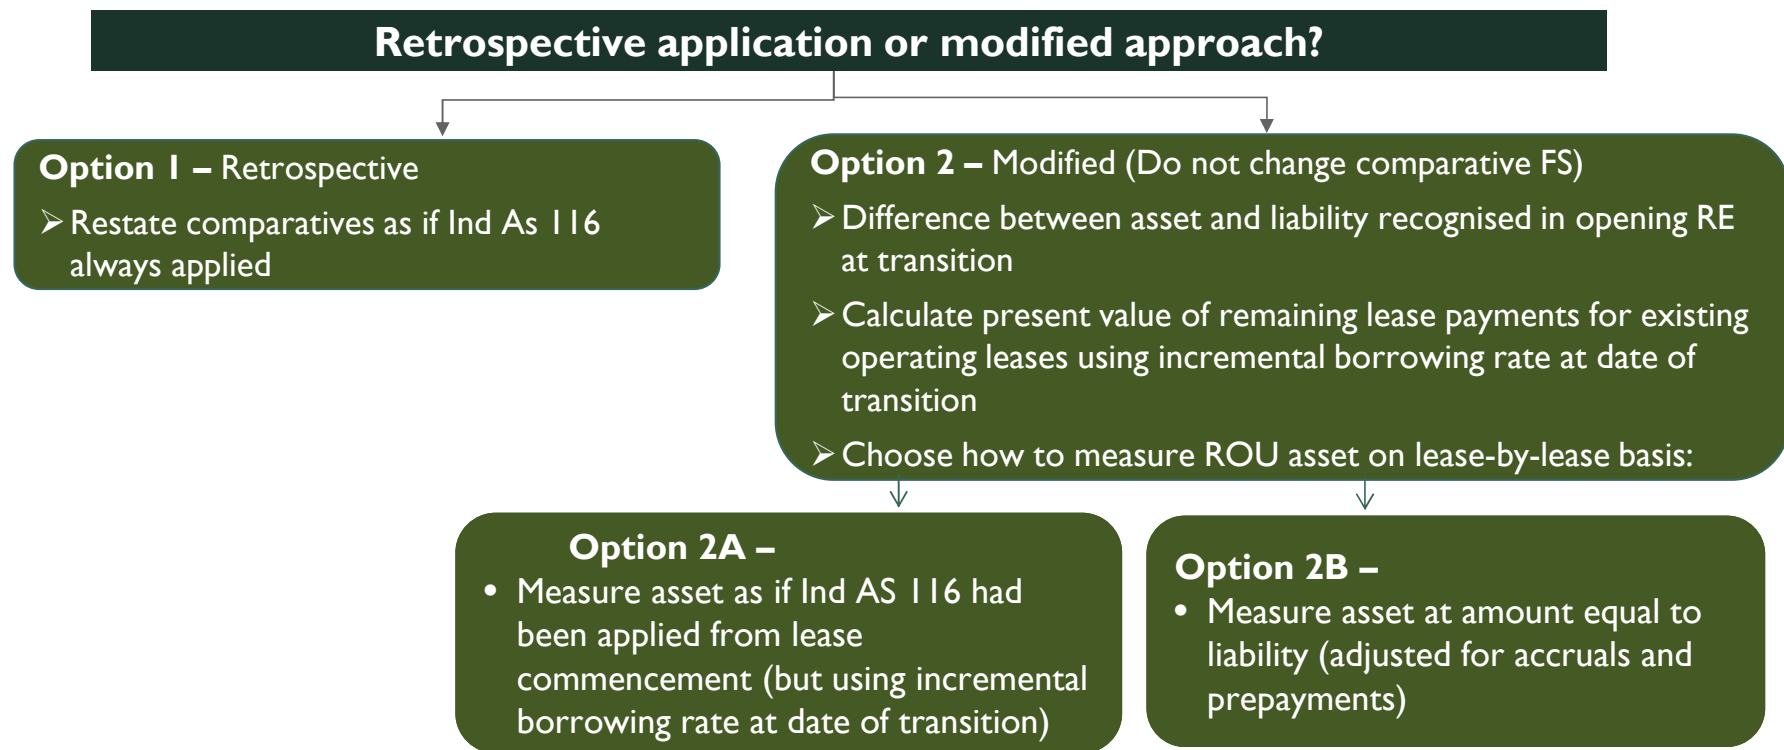 Retrospective application or modified approach?
Option 1 – Retrospective
➢ Restate comparatives as if Ind As 116
always applied
Option 2 – Modified (Do not change comparative FS)
➢ Difference between asset and liability recognised in opening RE
at transition
➢ Calculate present value of remaining lease payments for existing
operating leases using incremental borrowing rate at date of
transition
➢ Choose how to measure ROU asset on lease-by-lease basis:
Option 2A –
• Measure asset as if Ind AS 116 had
been applied from lease
commencement (but using incremental
borrowing rate at date of transition)
Option 2B –
• Measure asset at amount equal to
liability (adjusted for accruals and
prepayments)